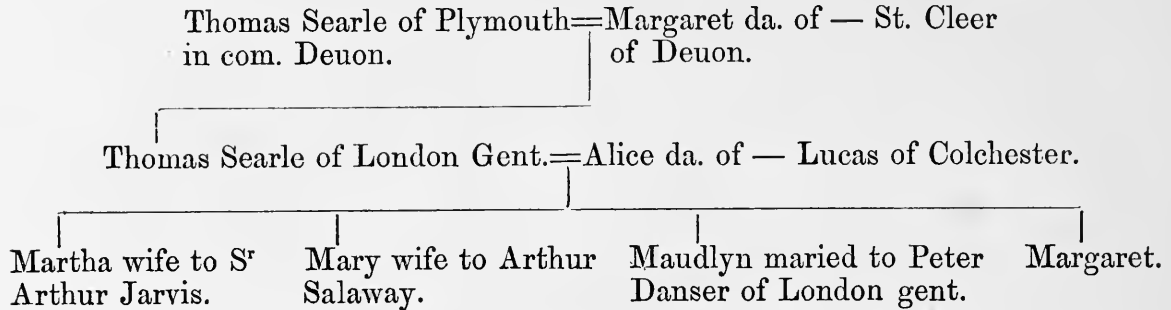 Thomas Searle of Plymouth=Margaret da. of — St. Cleer
in com. Deuon. of Deuon.
Thomas Searle of London Gent.=Alice da. of — Lucas of Colchester.
Martha wife to Sʳ Mary wife to Arthur Maudlyn maried to Peter Margaret.
Arthur Jarvis. Salaway. Danser of London gent.